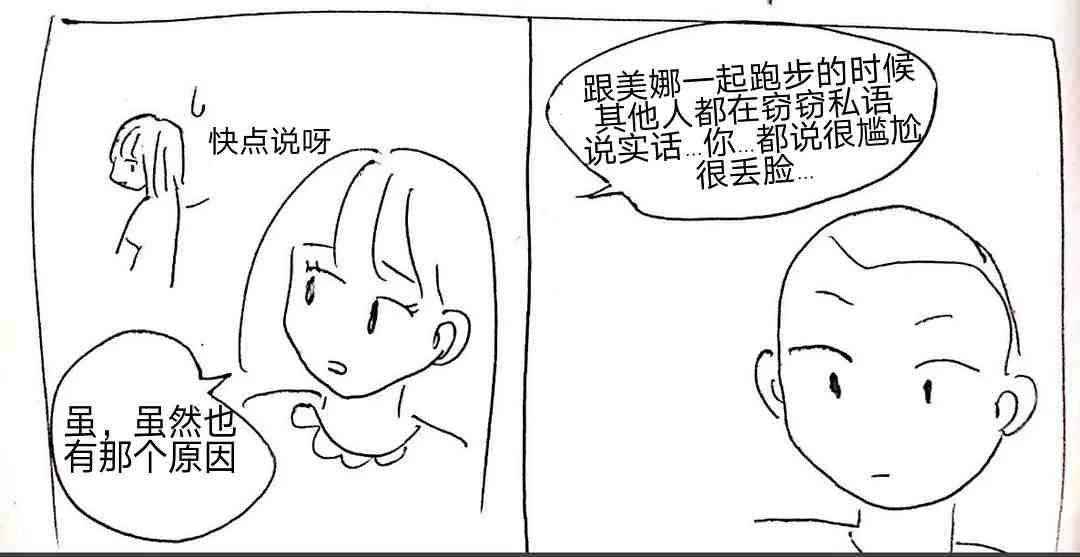 快点说呀
虽，虽然也
有那个原因
跟美娜一起跑步的时候
其他人都在窃窃私语
说实话...你...都说很尴尬
很丢脸...